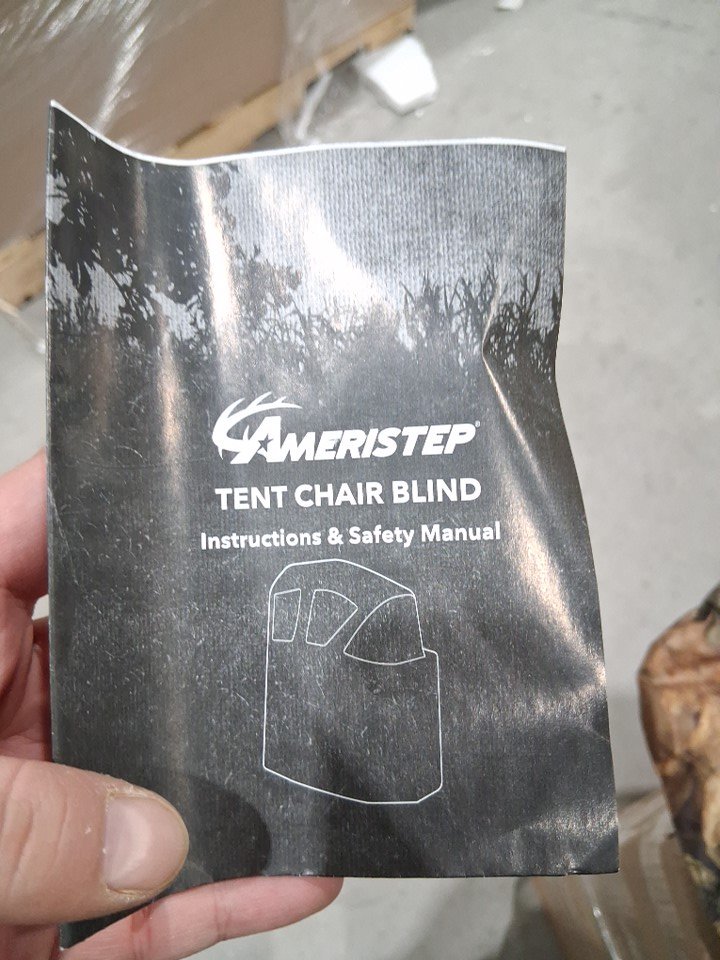 AMERISTEP®
TENT CHAIR BLIND
Instructions & Safety Manual